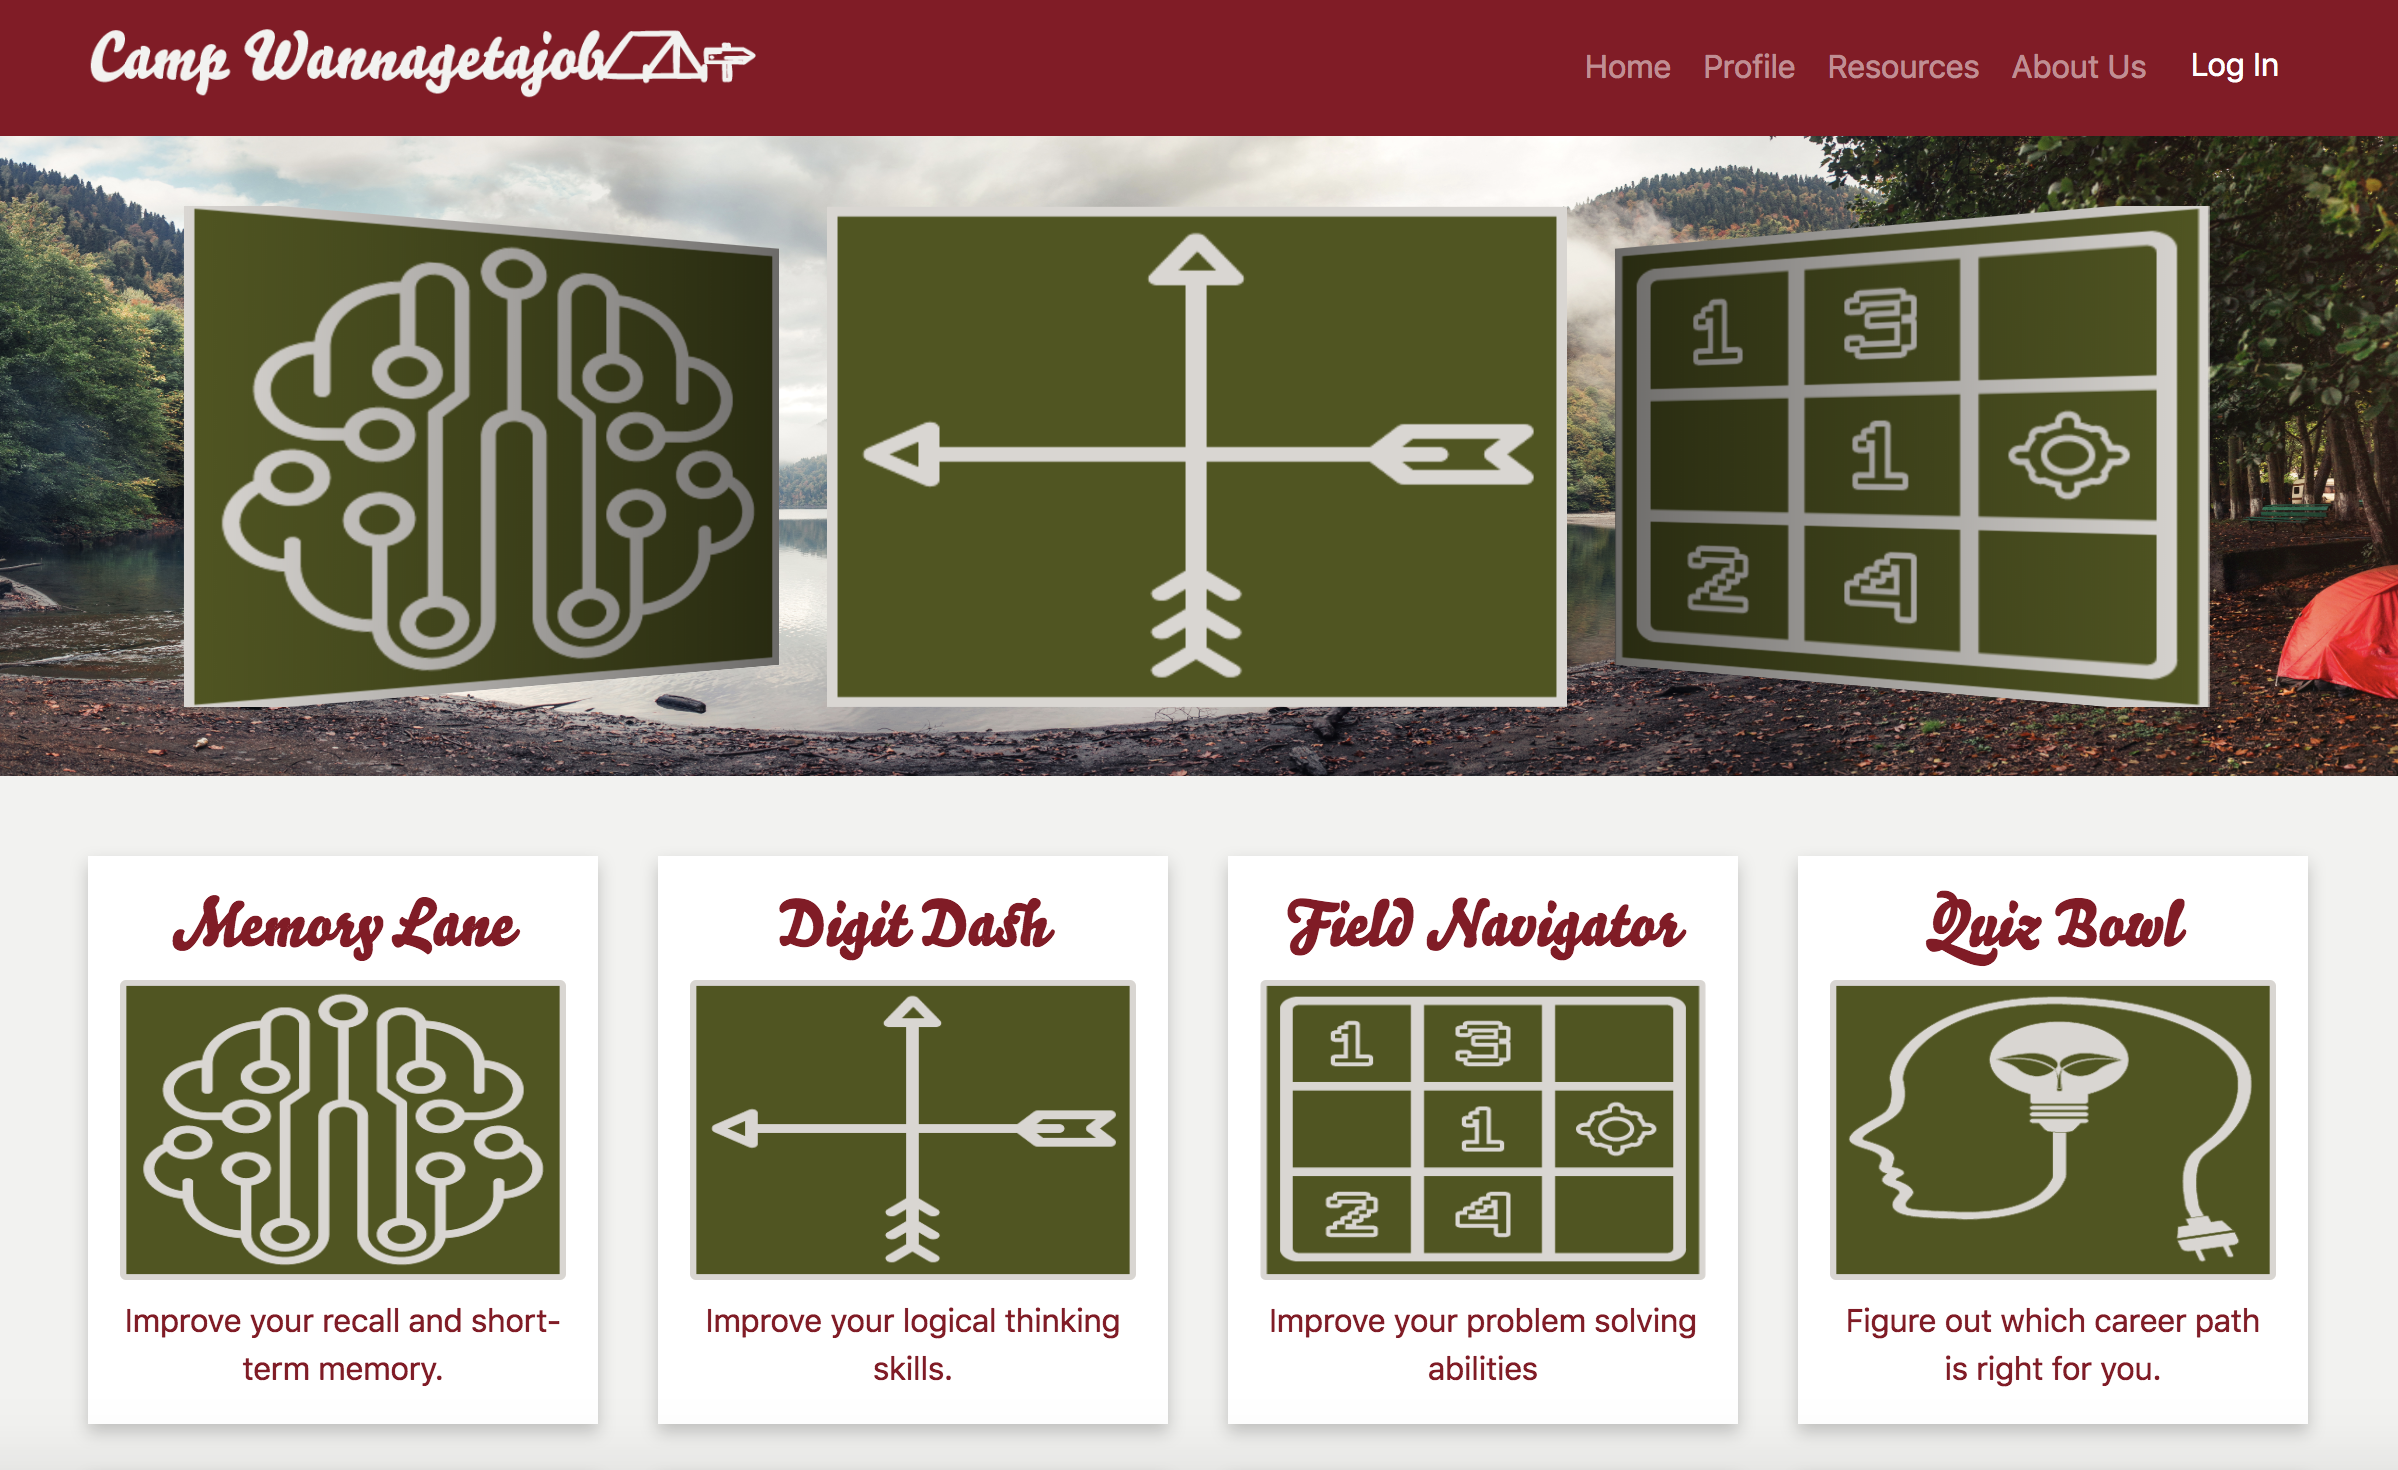 Camp Wannagetajob
Home Profile Resources About Us Log In
1 3
1
2 4
Memory Lane
Digit Dash
Field Navigator
Quiz Bowl
1 3
1
2 4
Improve your recall and short-
term memory.
Improve your logical thinking
skills.
Improve your problem solving
abilities
Figure out which career path
is right for you.